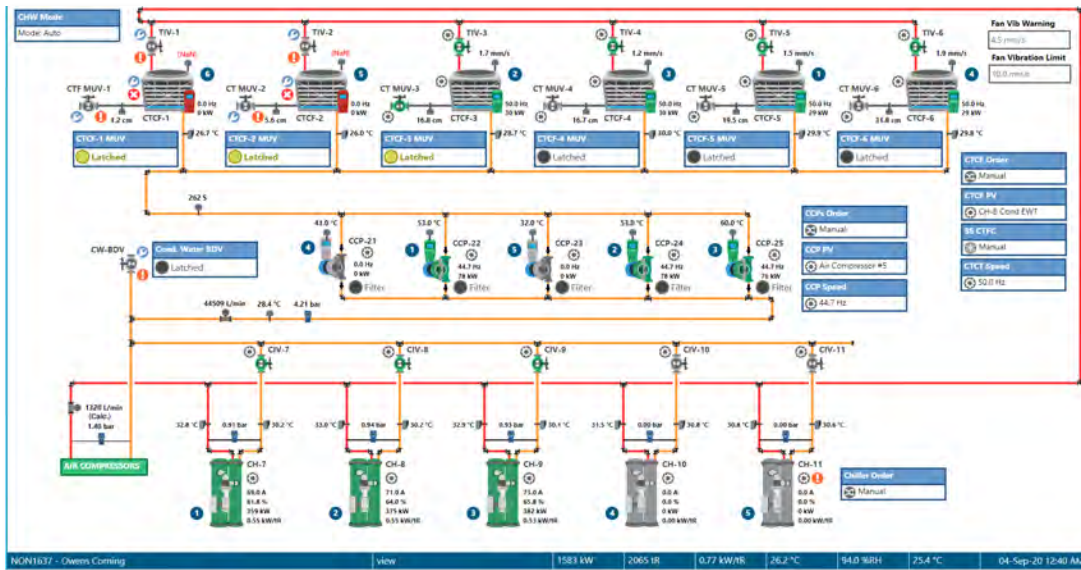 CHW Mode
Mode: Auto
TIV-1
TIV-2
TIV-3
TIV-4
TIV-5
TIV-6
Fan Vib Warning
4.5 mm/s
Fan Vibration Limit
10.0 mm/s
(NaN)
(NaN)
1.7 mm/s
1.2 mm/s
1.5 mm/s
1.9 mm/s
6
5
2
3
1
4
CTF MUV-1
CT MUV-2
CT MUV-3
CT MUV-4
CT MUV-5
CT MUV-6
0.0 Hz
0 kW
0.0 Hz
0 kW
50.0 Hz
30 kW
50.0 Hz
30 kW
50.0 Hz
29 kW
50.0 Hz
29 kW
CTCF-1
CTCF-2
CTCF-3
CTCF-4
CTCF-5
CTCF-6
5.6 cm
16.8 cm
16.7 cm
19.5 cm
31.8 cm
26.7 °C
26.0 °C
28.7 °C
30.0 °C
29.9 °C
29.8 °C
CTCF-1 MUV
Latched
CTCF-2 MUV
Latched
CTCF-3 MUV
Latched
CTCF-4 MUV
Latched
CTCF-5 MUV
Latched
CTCF-6 MUV
Latched
CTCF Order
Manual
CTCF PV
CH-8 Cond EWT
Manual
CTCT Speed
50.0 Hz
262 S
43.0 °C
53.0 °C
32.0 °C
53.0 °C
60.0 °C
4
1
5
2
3
CCP-21
CCP-22
CCP-23
CCP-24
CCP-25
0.0 Hz
0 kW
44.7 Hz
78 kW
0.0 Hz
0 kW
44.7 Hz
78 kW
44.7 Hz
76 kW
Filter
Filter
Filter
Filter
Filter
CCPs Order
Manual
CCP PV
Air Compressor #5
CCP Speed
44.7 Hz
CW-BDV
Cond. Water BDV
Latched
44509 L/min
28.4 °C
4.21 bar
CIV-7
CIV-8
CIV-9
CIV-10
CIV-11
1320 L/min
(Calc.)
1.40 bar
32.8 °C
0.91 bar
30.2 °C
33.0 °C
0.94 bar
30.2 °C
32.9 °C
0.93 bar
30.1 °C
31.5 °C
0.00 bar
30.8 °C
30.8 °C
0.00 bar
30.6 °C
AIR COMPRESSORS
CH-7
CH-8
CH-9
CH-10
CH-11
69.0 A
61.8 %
359 kW
0.55 kW/tR
71.0 A
64.0 %
375 kW
0.55 kW/tR
73.0 A
65.8 %
382 kW
0.53 kW/tR
0.0 A
0.0 %
0 kW
0.00 kW/tR
0.0 A
0.0 %
0 kW
0.00 kW/tR
1
2
3
4
5
Chiller Order
Manual
NON1637 - Owens Corning
view
1583 kW
2065 tR
0.77 kW/tR
26.2 °C
94.0 %RH
25.4 °C
04-Sep-20 12:40 AM